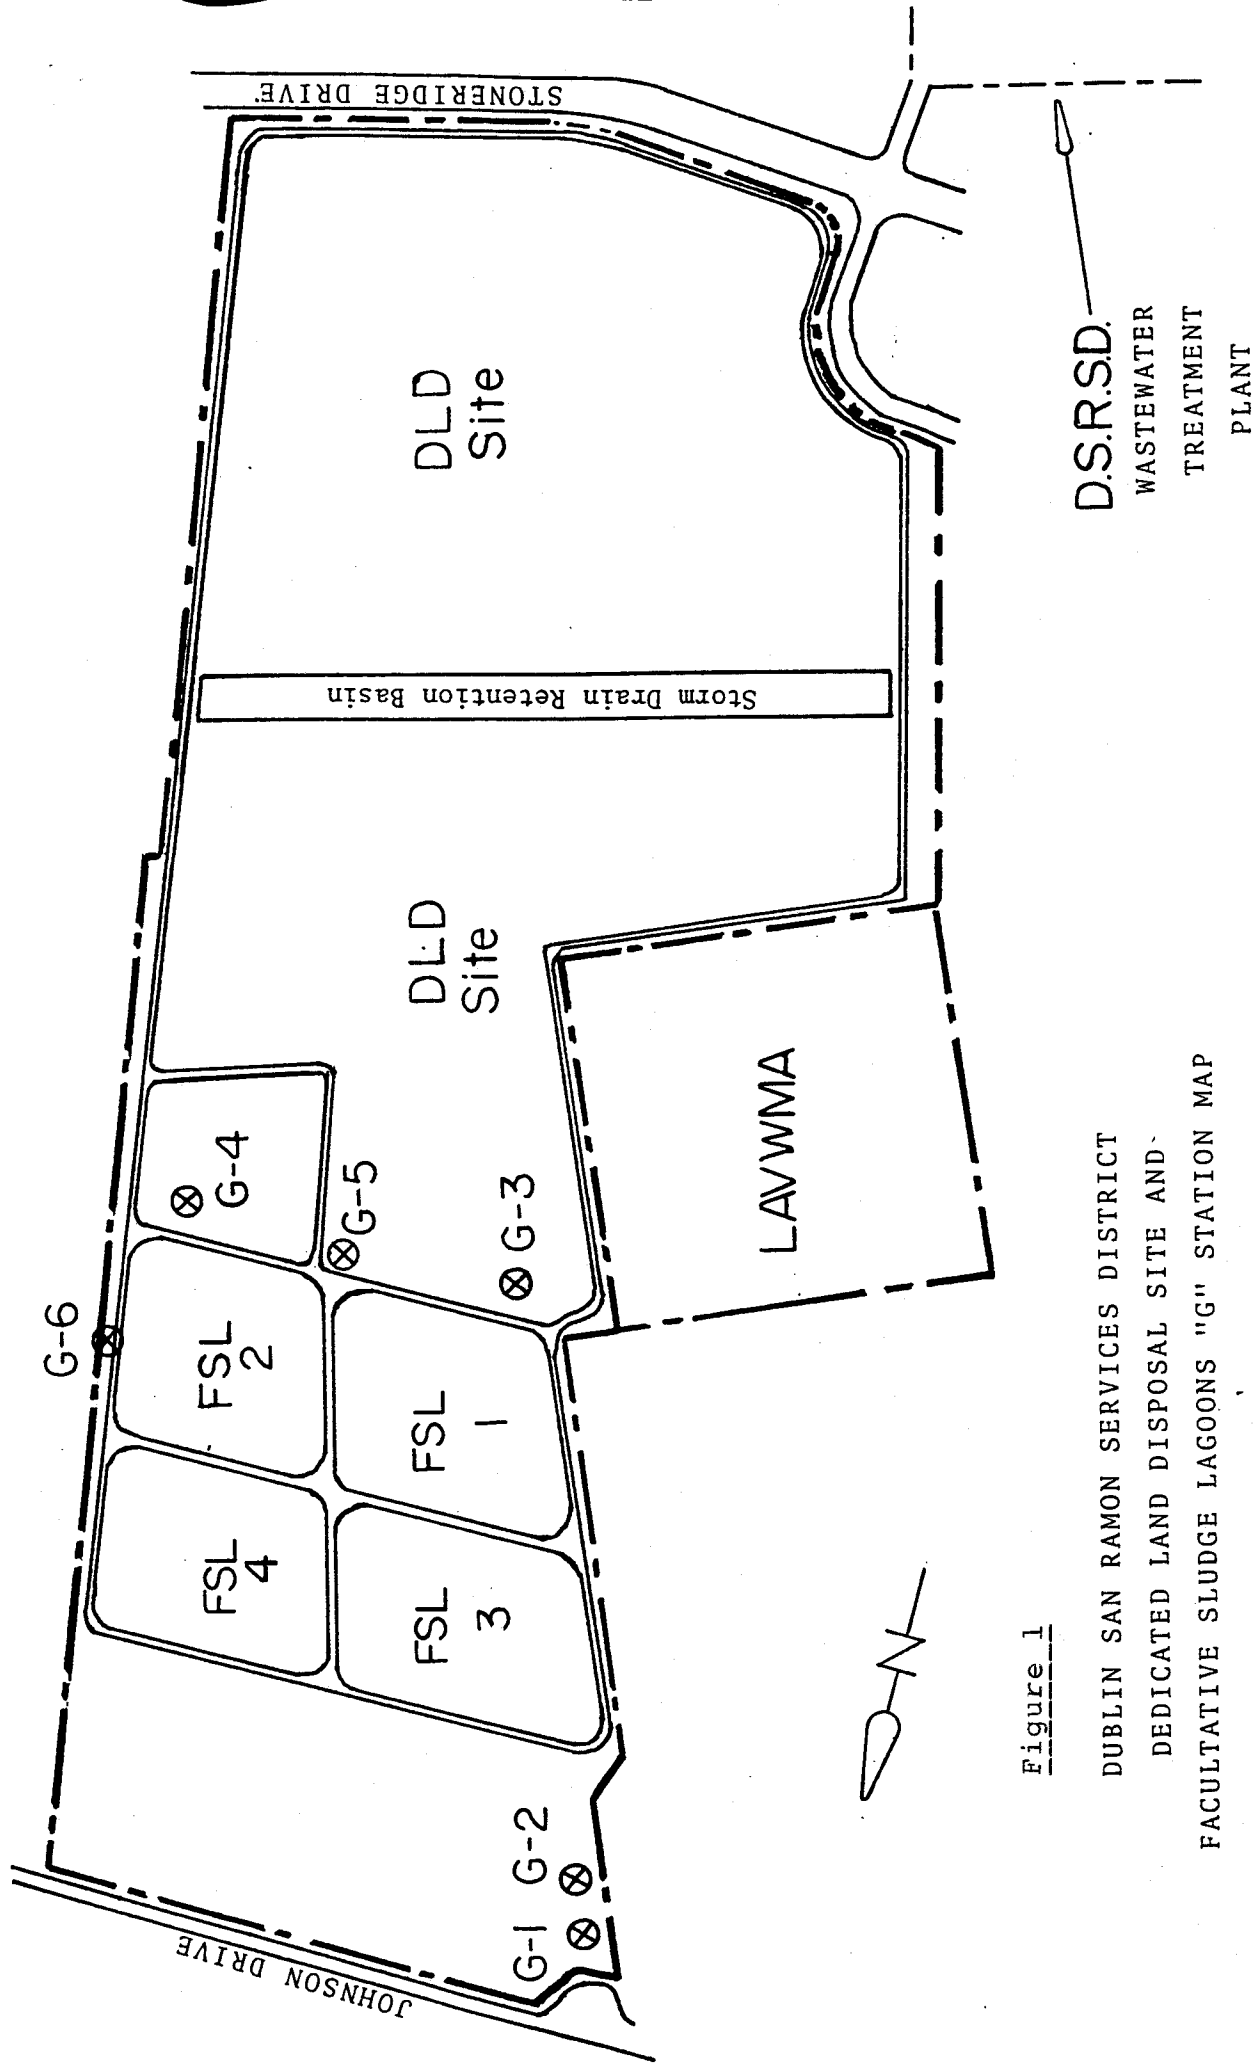 STONERIDGE DRIVE
DLD
Site
Storm Drain Retention Basin
DLD
Site
D.S.R.S.D.
WASTEWATER
TREATMENT
PLANT
LAVWMA
G-4
G-5
G-3
G-6
FSL
2
FSL
1
FSL
4
FSL
3
G-2
G-1
JOHNSON DRIVE
N
Figure 1
DUBLIN SAN RAMON SERVICES DISTRICT
DEDICATED LAND DISPOSAL SITE AND
FACULTATIVE SLUDGE LAGOONS "G" STATION MAP